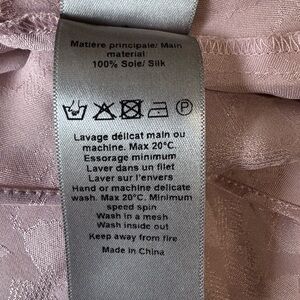 Matière principale/ Main
material
100% Soie/ Silk
P
Lavage délicat main ou
machine. Max 20°C.
Essorage minimum
Laver dans un filet
Laver sur l'envers
Hand or machine delicate
wash. Max 20°C. Minimum
speed spin
Wash in a mesh
Wash inside out
Keep away from fire
Made in China